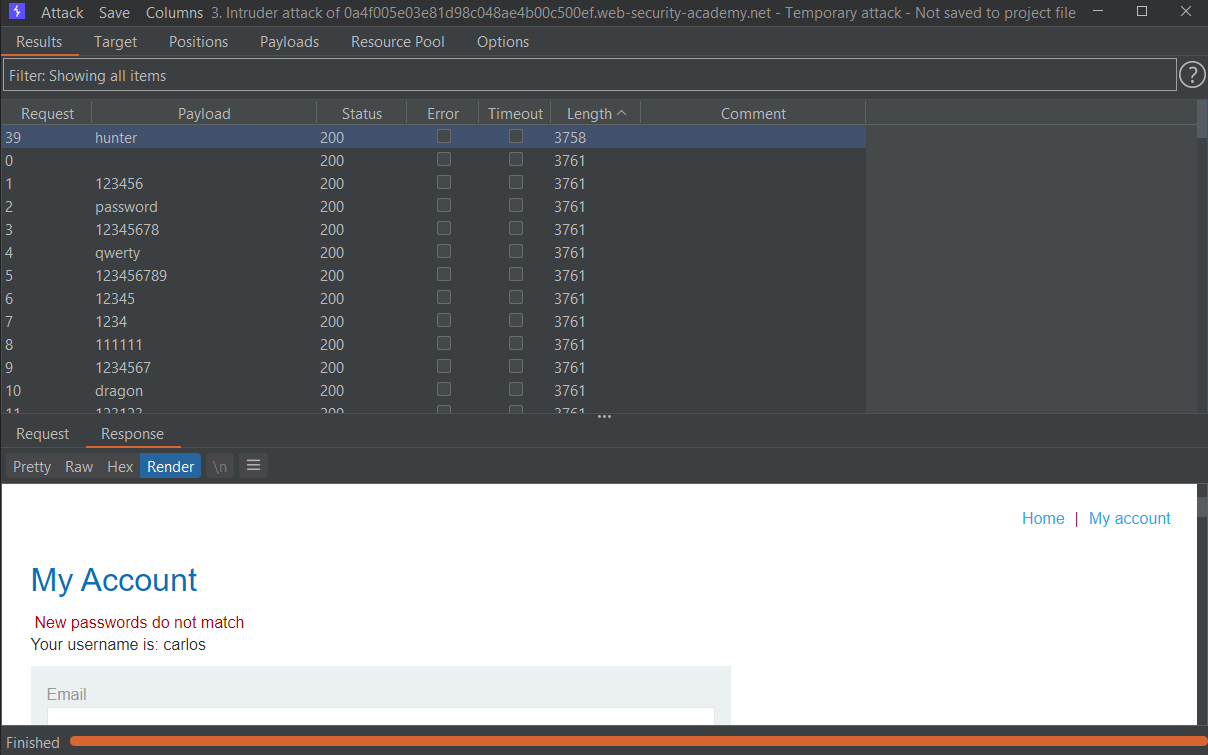 Attack Save Columns 3. Intruder attack of 0a4f005e03e81d98c048ae4b00c500ef.web-security-academy.net - Temporary attack - Not saved to project file
Results Target Positions Payloads Resource Pool Options
Filter: Showing all items
?
Request Payload Status Error Timeout Length Comment
39 hunter 200 3758
0 200 3761
1 123456 200 3761
2 password 200 3761
3 12345678 200 3761
4 qwerty 200 3761
5 123456789 200 3761
6 12345 200 3761
7 1234 200 3761
8 111111 200 3761
9 1234567 200 3761
10 dragon 200 3761
11 123123 200 3761
Request Response
Pretty Raw Hex Render \n
Home | My account
My Account
New passwords do not match
Your username is: carlos
Email
Finished